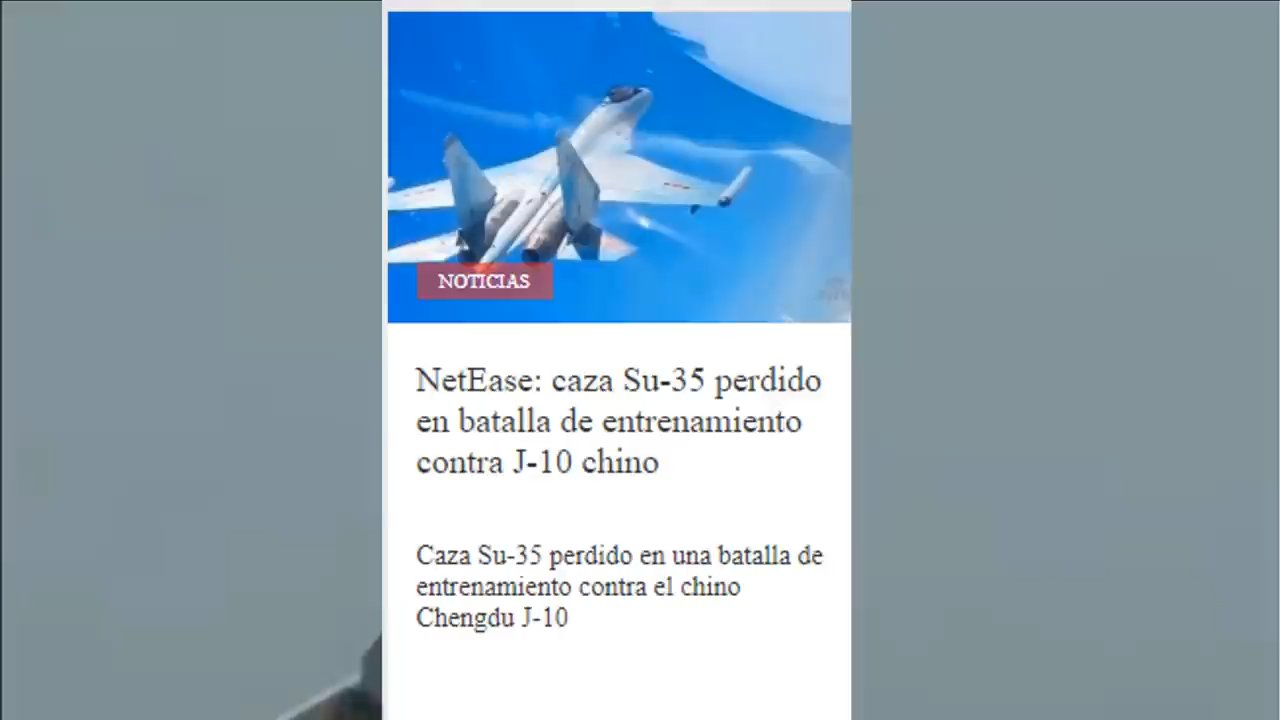 NOTICIAS
NetEase: caza Su-35 perdido
en batalla de entrenamiento
contra J-10 chino
Caza Su-35 perdido en una batalla de
entrenamiento contra el chino
Chengdu J-10